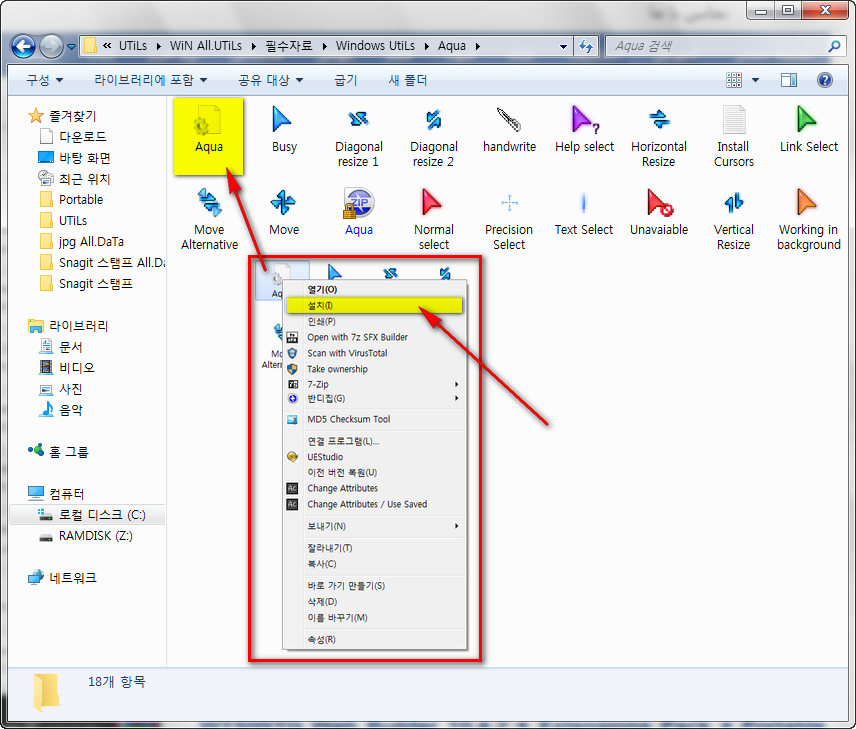 « UTiLs ▸ WiN All.UTiLs ▸ 필수자료 ▸ Windows UtiLs ▸ Aqua ▸
Aqua 검색
구성 ▼ 라이브러리에 포함 ▼ 공유 대상 ▼ 굽기 새 폴더
즐겨찾기
다운로드
바탕 화면
최근 위치
Portable
UTiLs
jpg All.DaTa
Snagit 스탬프 All.Da
Snagit 스탬프
라이브러리
문서
비디오
사진
음악
홈 그룹
컴퓨터
로컬 디스크 (C:)
RAMDISK (Z:)
네트워크
Aqua
Busy
Diagonal
resize 1
Diagonal
resize 2
handwrite
Help select
Horizontal
Resize
Install
Cursors
Link Select
Move
Alternative
Move
ZIP
Aqua
Normal
select
Precision
Select
Text Select
Unavaiable
Vertical
Resize
Working in
background
Aq
Mo
Altern
열기(O)
설치(I)
인쇄(P)
Open with 7z SFX Builder
Scan with VirusTotal
Take ownership
7-Zip
반디집(G)
MD5 Checksum Tool
연결 프로그램(L)...
UEStudio
이전 버전 복원(U)
Ac Change Attributes
Ac Change Attributes / Use Saved
보내기(N)
잘라내기(T)
복사(C)
바로 가기 만들기(S)
삭제(D)
이름 바꾸기(M)
속성(R)
18개 항목